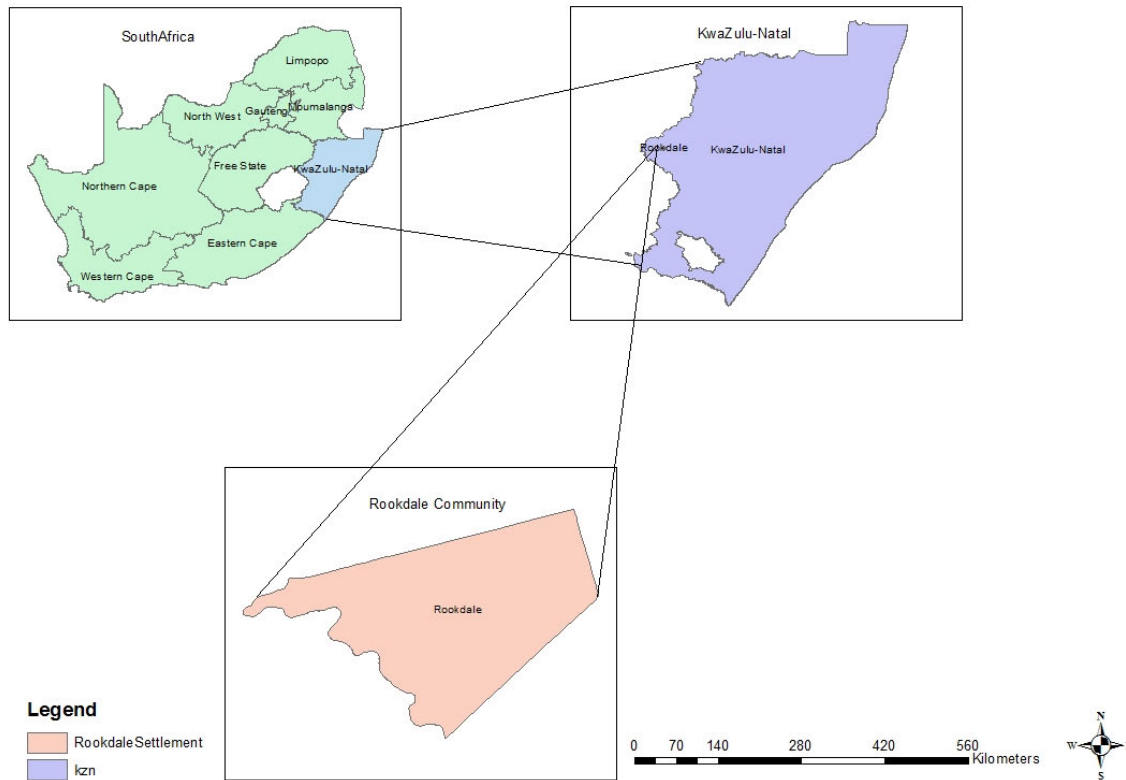 SouthAfrica
Limpopo
North West
Gauteng
Mpumalanga
Free State
KwaZulu-Natal
Northern Cape
Eastern Cape
Western Cape
KwaZulu-Natal
Rookdale
KwaZulu-Natal
Rookdale Community
Rookdale
Legend
RookdaleSettlement
kzn
0 70 140 280 420 560
Kilometers
N
W
S